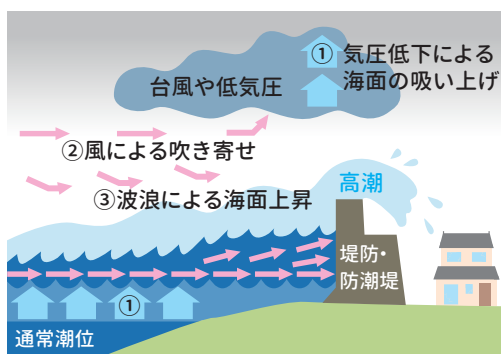 ①気圧低下による
海面の吸い上げ
台風や低気圧
②風による吹き寄せ
③波浪による海面上昇
高潮
堤防・
防潮堤
①
通常潮位